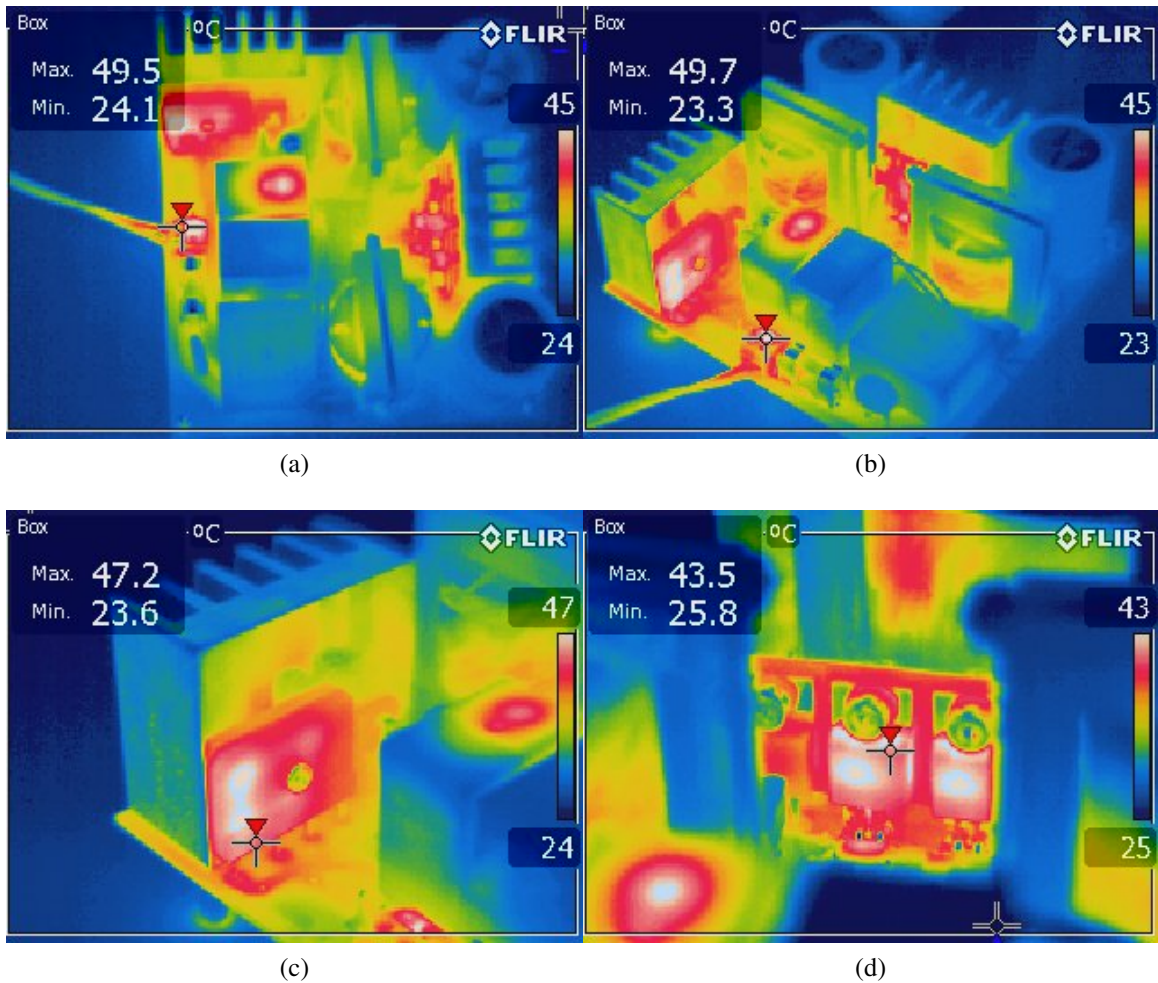 Box
°C
FLIR
Max. 49.5
Min. 24.1
45
24
(a)
Box
°C
FLIR
Max. 49.7
Min. 23.3
45
23
(b)
Box
°C
FLIR
Max. 47.2
Min. 23.6
47
24
(c)
Box
°C
FLIR
Max. 43.5
Min. 25.8
43
25
(d)